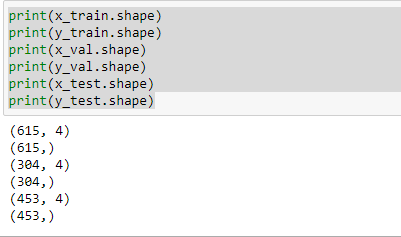 print(x_train.shape)
print(y_train.shape)
print(x_val.shape)
print(y_val.shape)
print(x_test.shape)
print(y_test.shape)
(615, 4)
(615,)
(304, 4)
(304,)
(453, 4)
(453,)